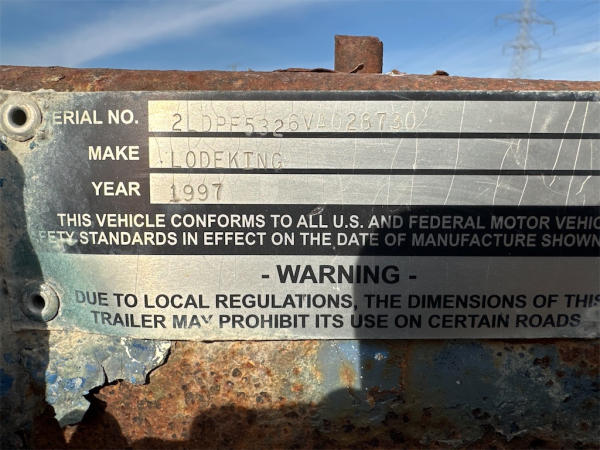 ERIAL NO. 2LDPF5326VA028730
MAKE LODEKING
YEAR 1997
THIS VEHICLE CONFORMS TO ALL U.S. AND FEDERAL MOTOR VEHIC
FETY STANDARDS IN EFFECT ON THE DATE OF MANUFACTURE SHOWN
- WARNING -
DUE TO LOCAL REGULATIONS, THE DIMENSIONS OF THIS
TRAILER MAY PROHIBIT ITS USE ON CERTAIN ROADS